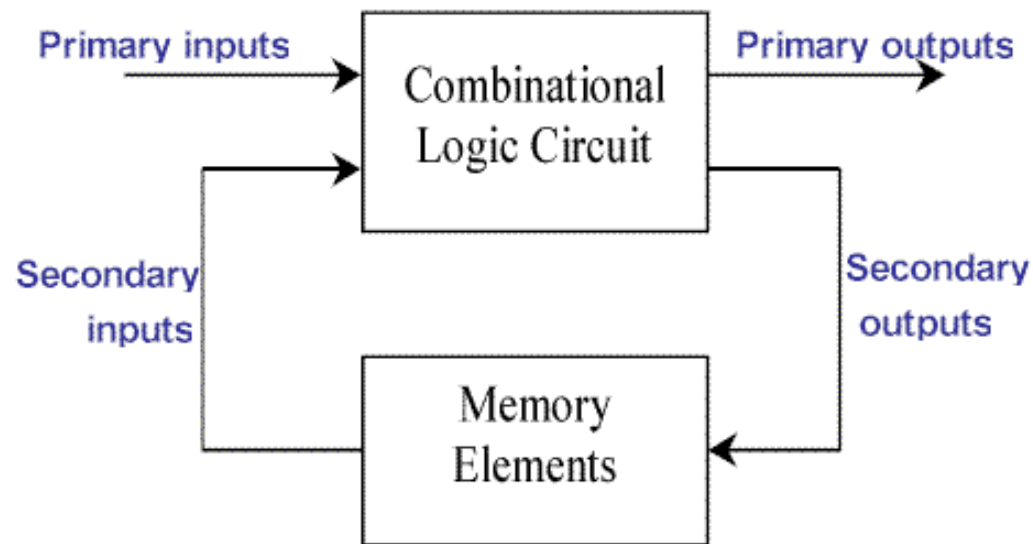 Primary inputs
Primary outputs
Combinational
Logic Circuit
Secondary
inputs
Secondary
outputs
Memory
Elements